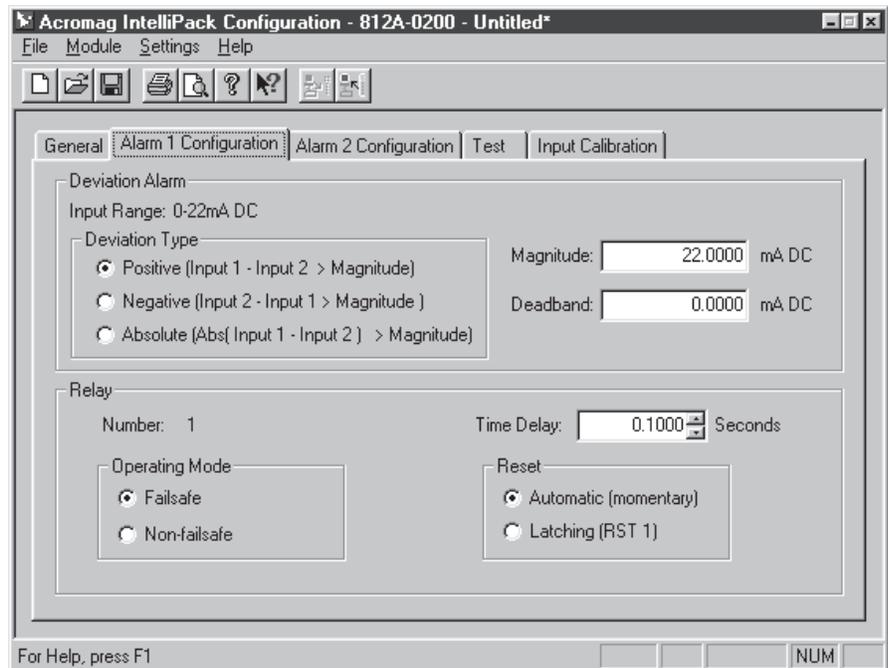 Acromag IntelliPack Configuration - 812A-0200 - Untitled*
File Module Settings Help
General Alarm 1 Configuration Alarm 2 Configuration Test Input Calibration
Deviation Alarm
Input Range: 0-22mA DC
Deviation Type
Positive (Input 1 - Input 2 > Magnitude)
Negative (Input 2 - Input 1 > Magnitude )
Absolute (Abs( Input 1 - Input 2 ) > Magnitude)
Magnitude: 22.0000 mA DC
Deadband: 0.0000 mA DC
Relay
Number: 1
Time Delay: 0.1000 Seconds
Operating Mode
Failsafe
Non-failsafe
Reset
Automatic (momentary)
Latching (RST 1)
For Help, press F1
NUM